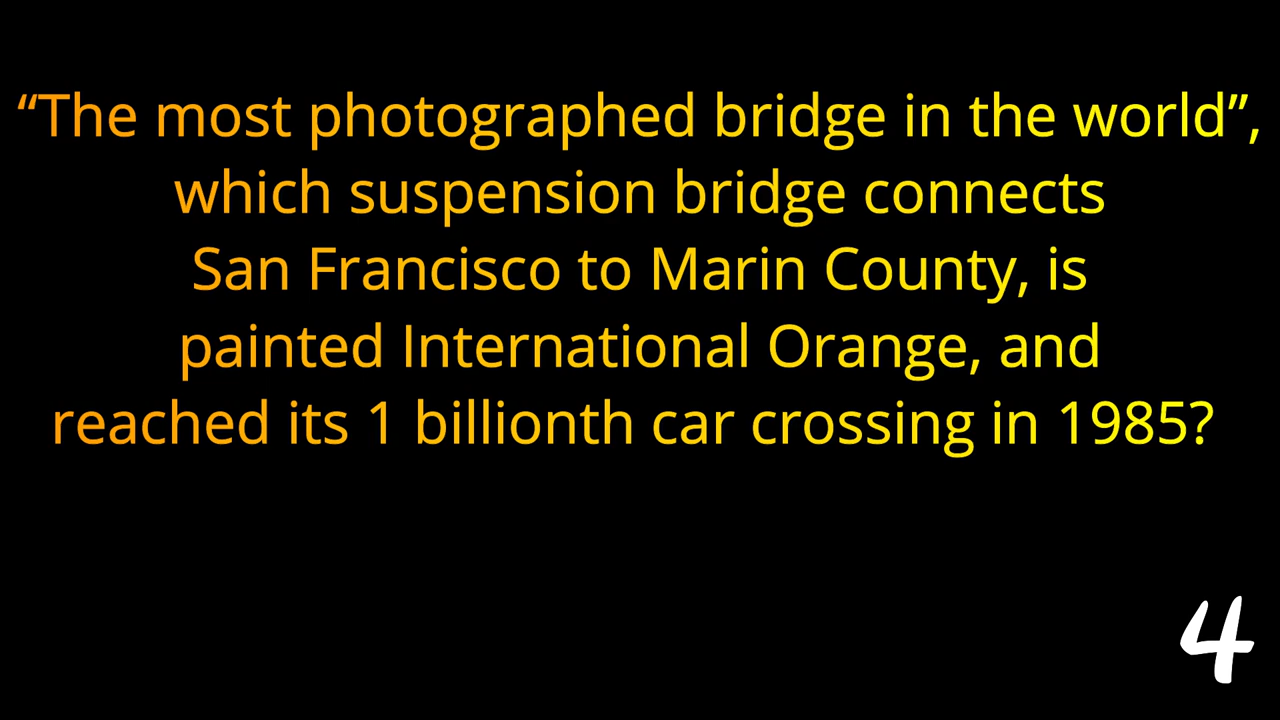 “The most photographed bridge in the world”,
which suspension bridge connects
San Francisco to Marin County, is
painted International Orange, and
reached its 1 billionth car crossing in 1985?
4